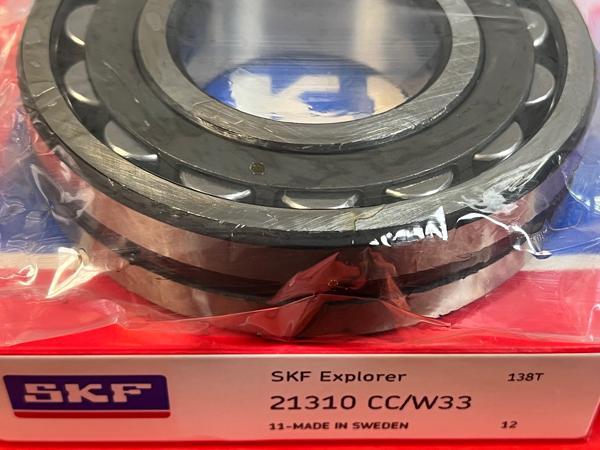 SKF
SKF Explorer 138T
21310 CC/W33
11-MADE IN SWEDEN 12